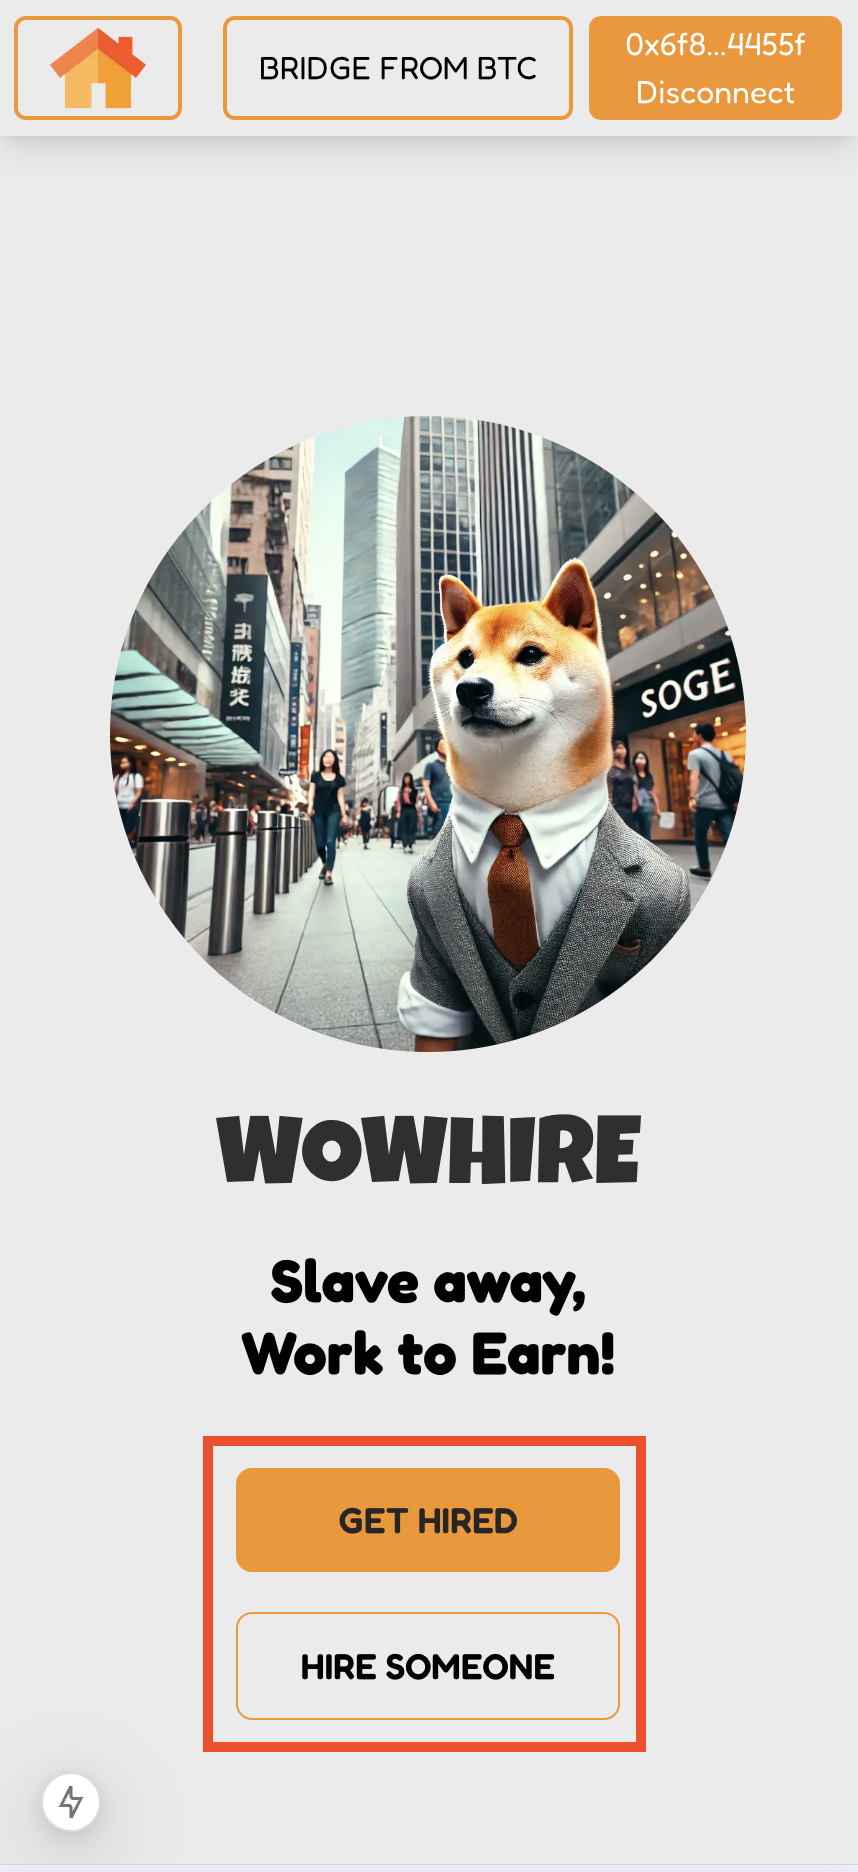 BRIDGE FROM BTC
0x6f8...4455f
Disconnect
SOGE
WOWHIRE
Slave away,
Work to Earn!
GET HIRED
HIRE SOMEONE